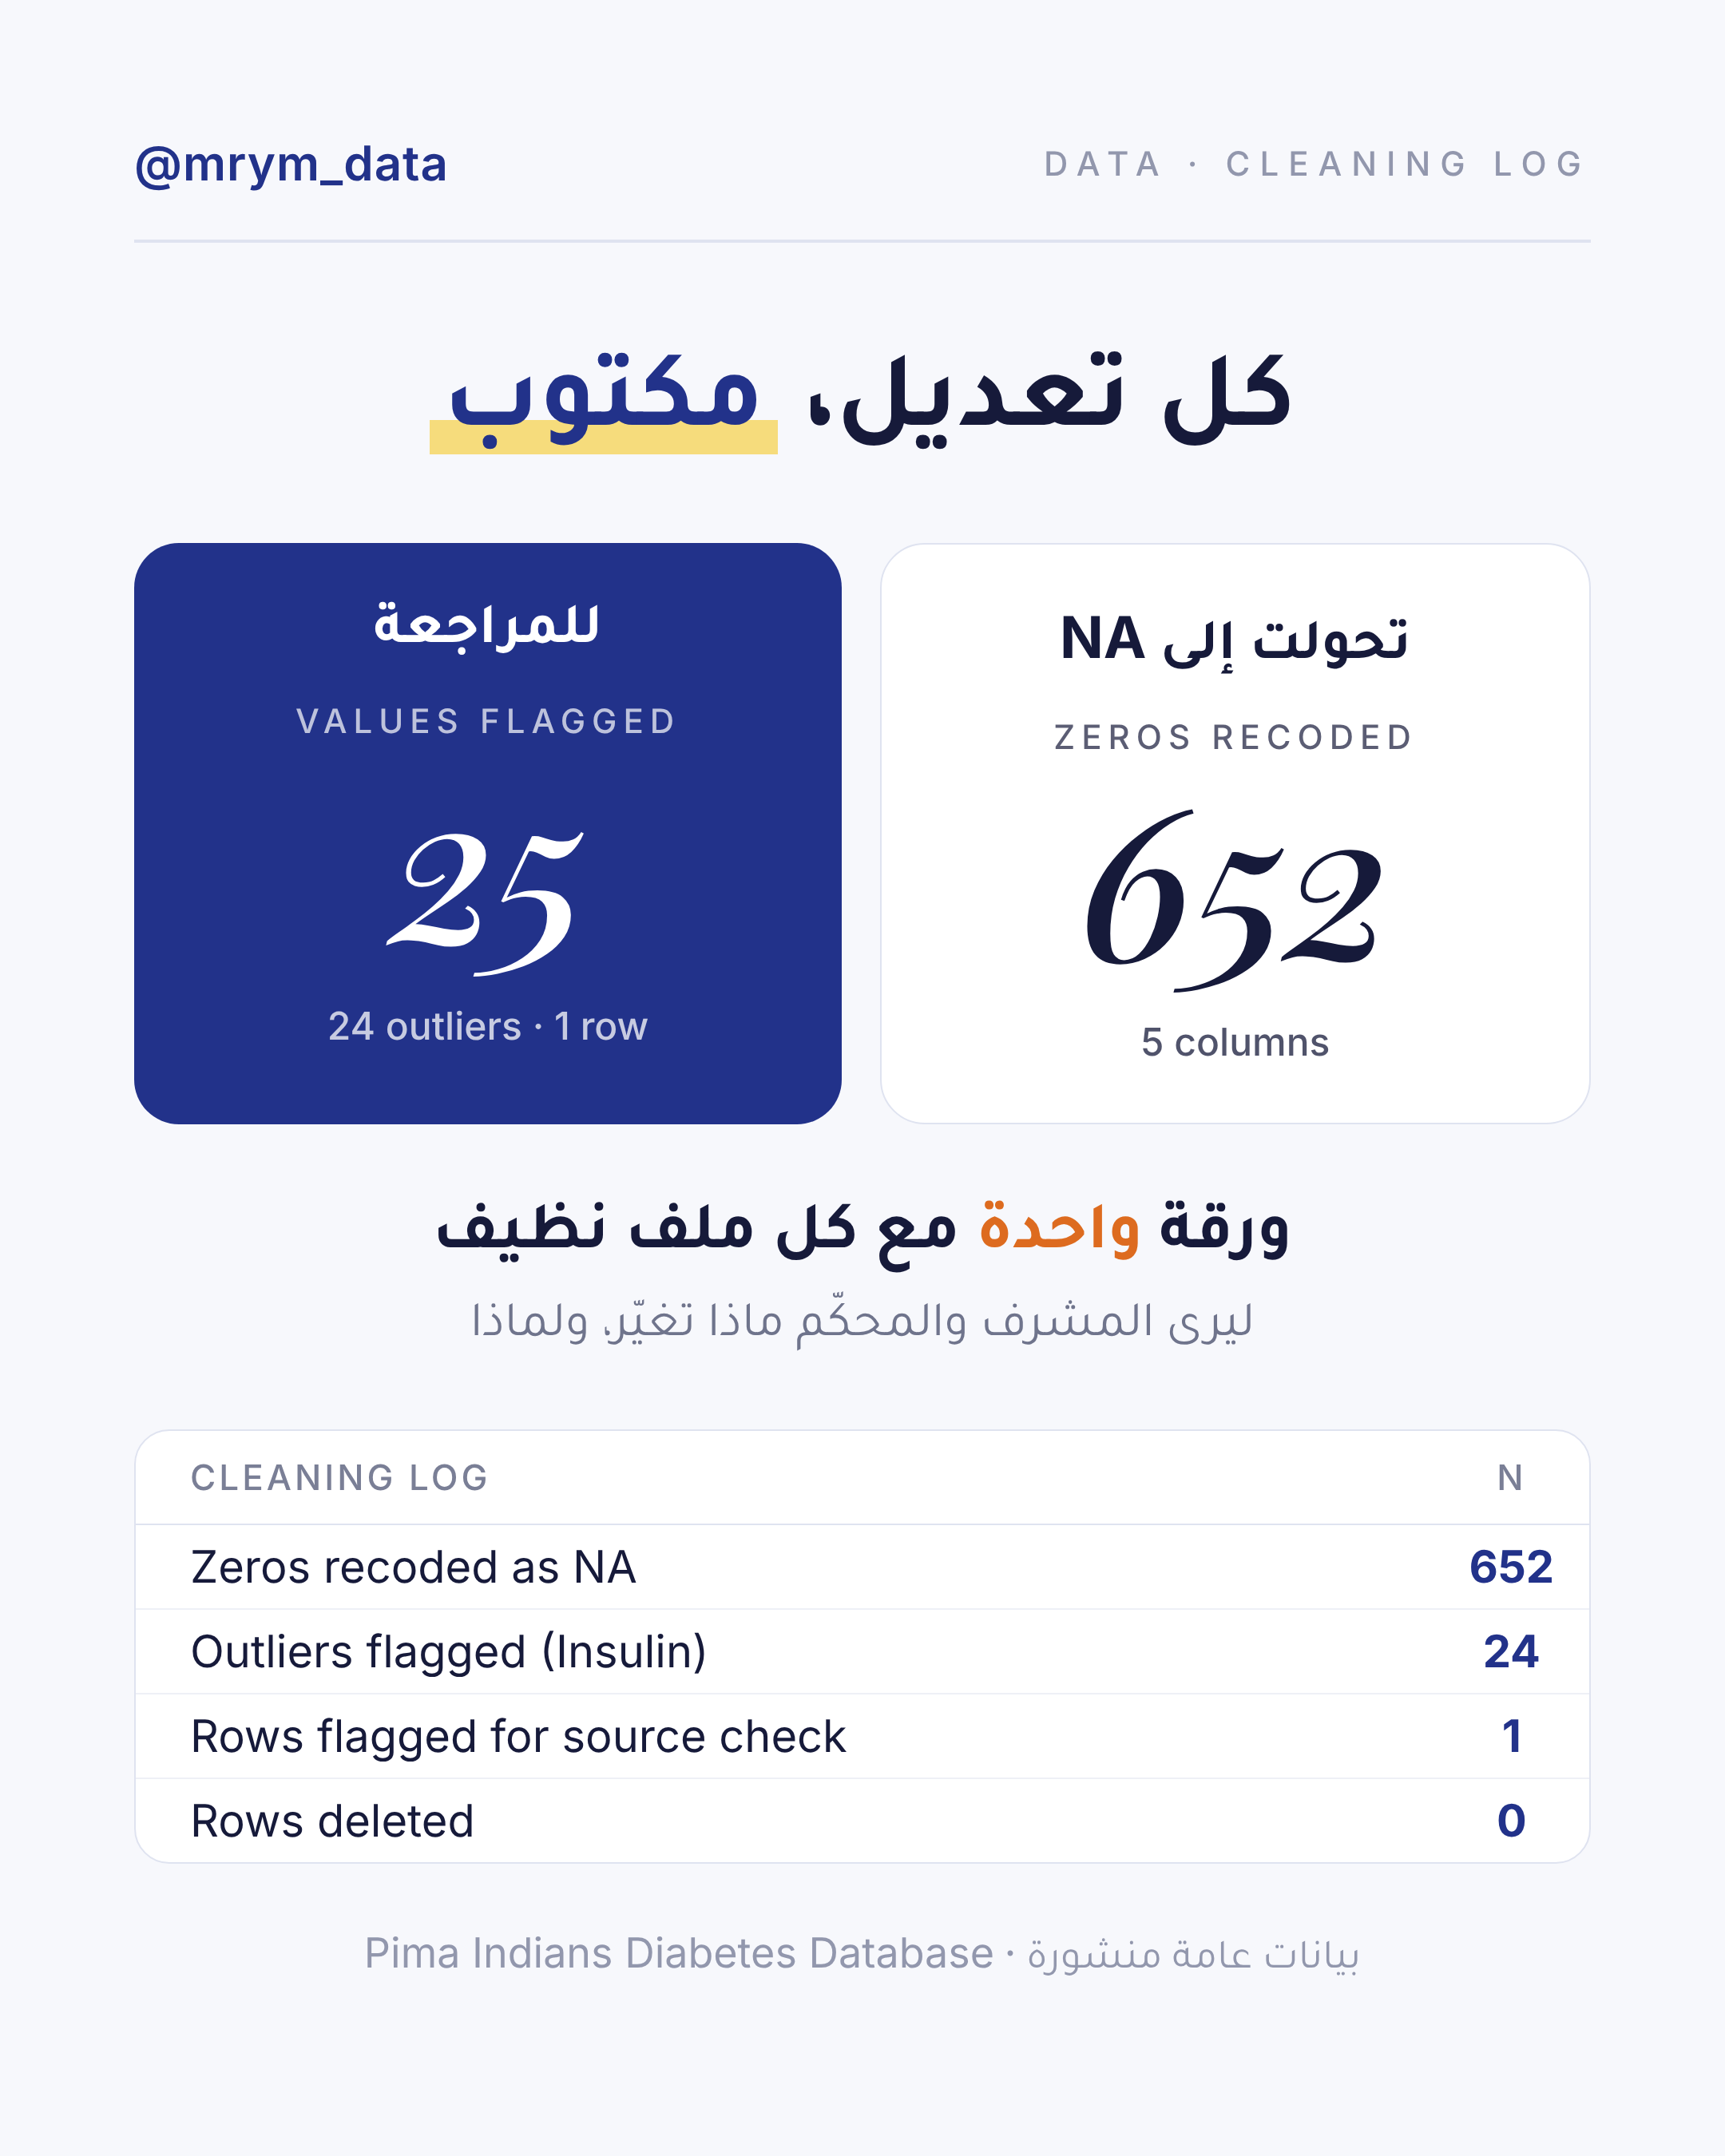 @mrym_data
DATA · CLEANING LOG
كل تعديل، مكتوب
تحولت إلى NA
ZEROS RECODED
652
5 columns
للمراجعة
VALUES FLAGGED
25
24 outliers · 1 row
ورقة واحدة مع كل ملف نظيف
ليرى المشرف والمحكّم ماذا تغيّر، ولماذا
CLEANING LOG N
Zeros recoded as NA 652
Outliers flagged (Insulin) 24
Rows flagged for source check 1
Rows deleted 0
Pima Indians Diabetes Database · بيانات عامة منشورة